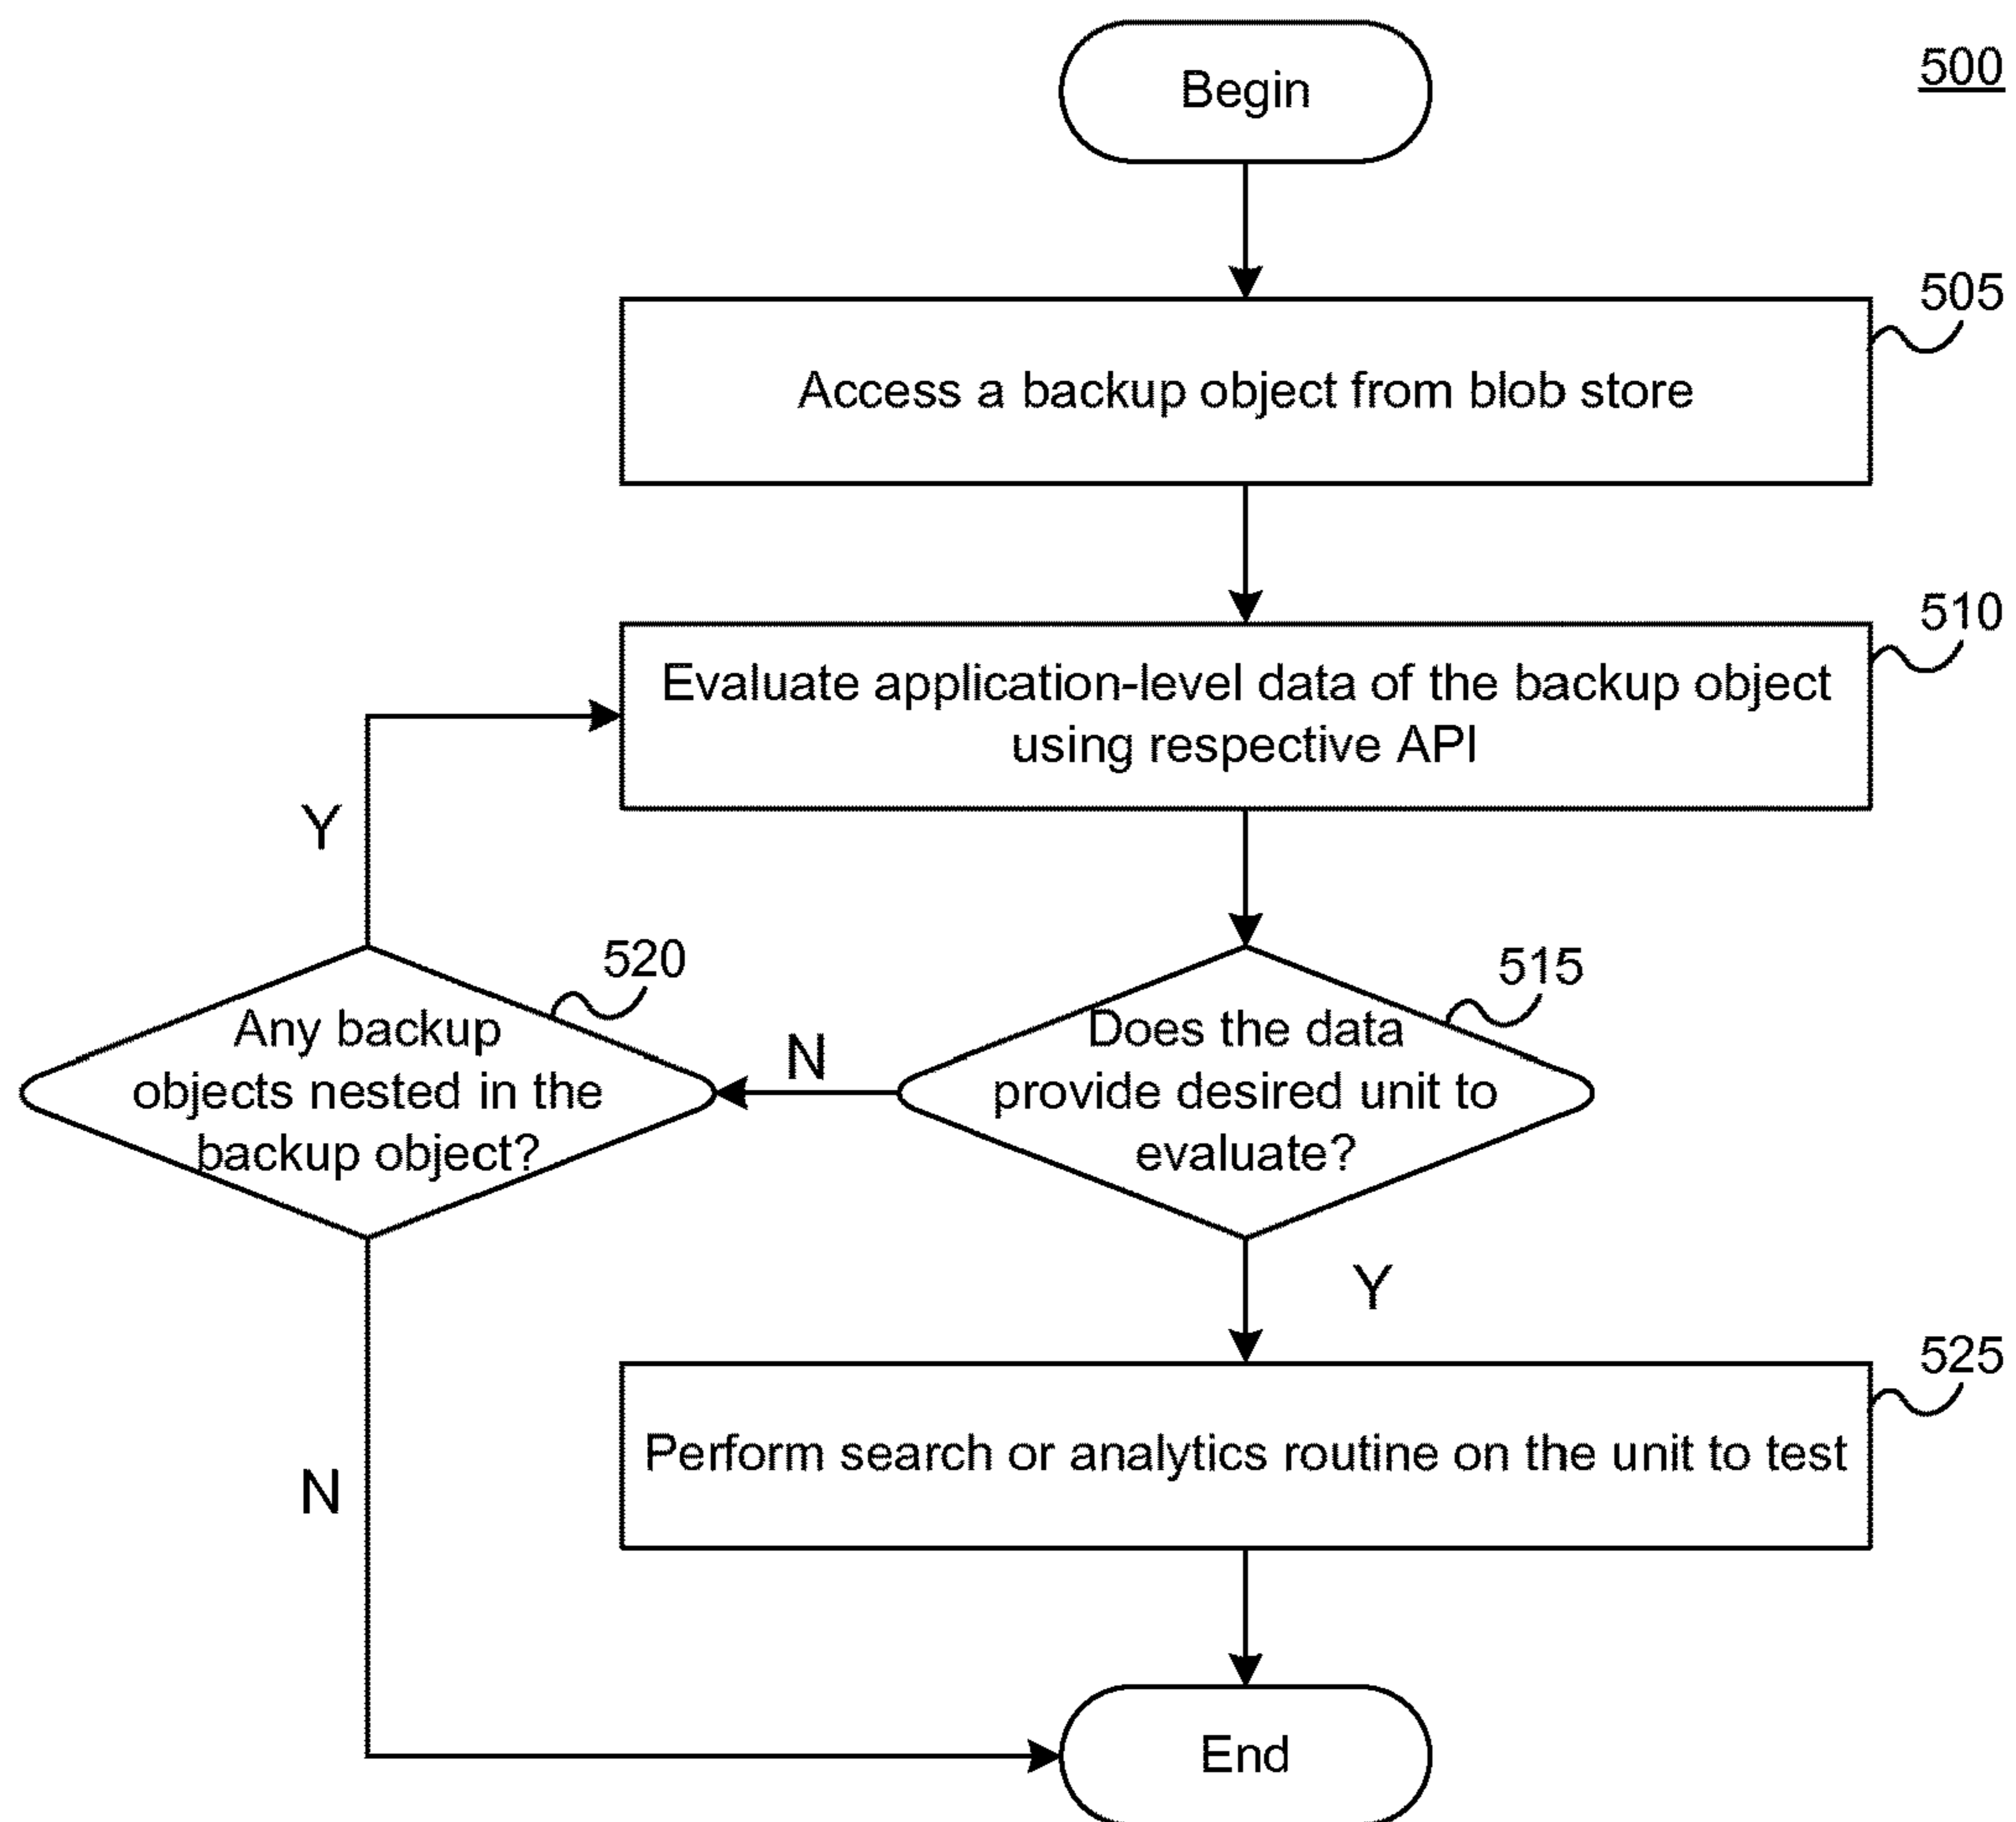 500
Begin
505
Access a backup object from blob store
510
Evaluate application-level data of the backup object
using respective API
Y
520
Any backup
objects nested in the
backup object?
N
515
Does the data
provide desired unit to
evaluate?
Y
525
Perform search or analytics routine on the unit to test
N
End